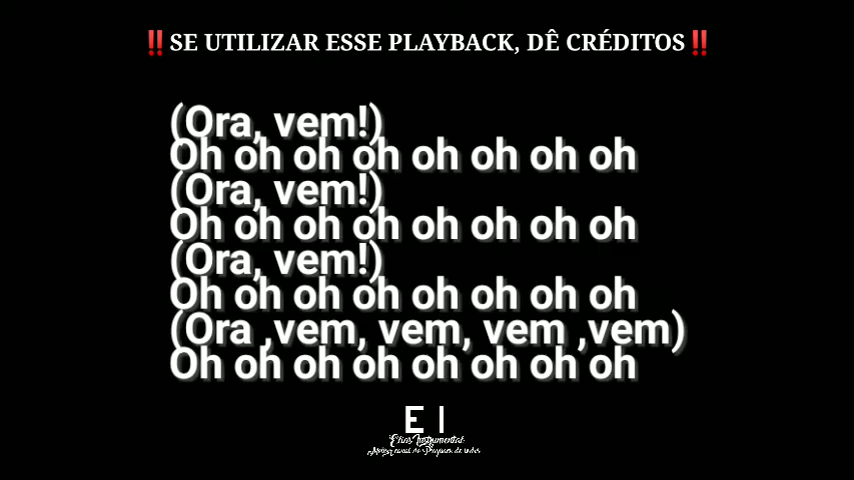 ‼️SE UTILIZAR ESSE PLAYBACK, DÊ CRÉDITOS‼️
(Ora, vem!)
Oh oh oh oh oh oh oh oh
(Ora, vem!)
Oh oh oh oh oh oh oh oh
(Ora, vem!)
Oh oh oh oh oh oh oh oh
(Ora ,vem, vem, vem ,vem)
Oh oh oh oh oh oh oh oh
E I
Elias Instrumental